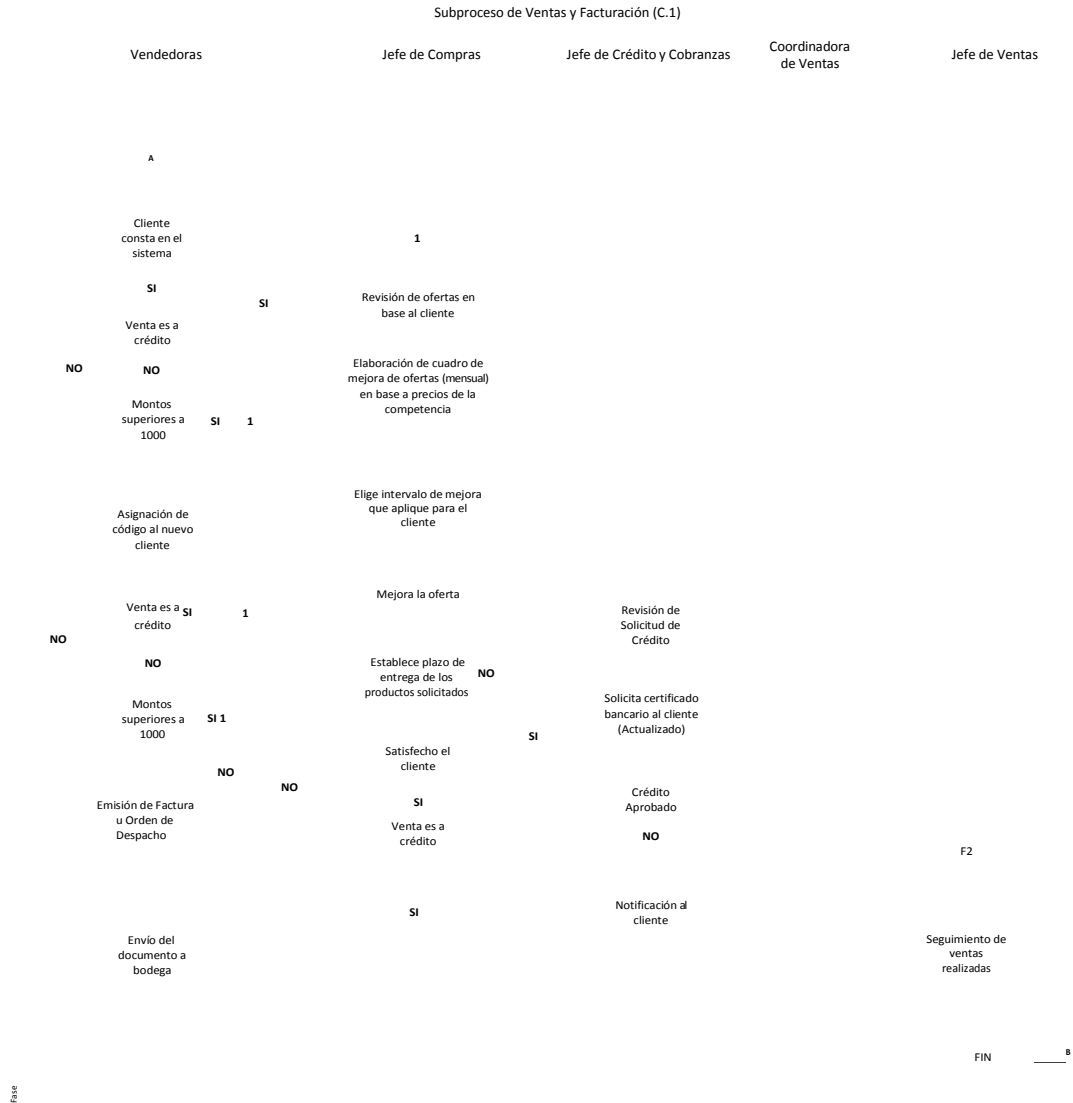 Subproceso de Ventas y Facturación (C.1)
Vendedoras
Jefe de Compras
Jefe de Crédito y Cobranzas
Coordinadora
de Ventas
Jefe de Ventas
A
Cliente
consta en el
sistema
SI
SI
Venta es a
crédito
NO
NO
Montos
superiores a
1000
SI
1
Asignación de
código al nuevo
cliente
Venta es a
crédito
SI
1
NO
NO
Montos
superiores a
1000
SI 1
NO
NO
Emisión de Factura
u Orden de
Despacho
Envío del
documento a
bodega
1
Revisión de ofertas en
base al cliente
Elaboración de cuadro de
mejora de ofertas (mensual)
en base a precios de la
competencia
Elige intervalo de mejora
que aplique para el
cliente
Mejora la oferta
Establece plazo de
entrega de los
productos solicitados
NO
SI
Satisfecho el
cliente
SI
Venta es a
crédito
SI
Revisión de
Solicitud de
Crédito
Solicita certificado
bancario al cliente
(Actualizado)
Crédito
Aprobado
NO
Notificación al
cliente
F2
Seguimiento de
ventas
realizadas
FIN
B
Fase